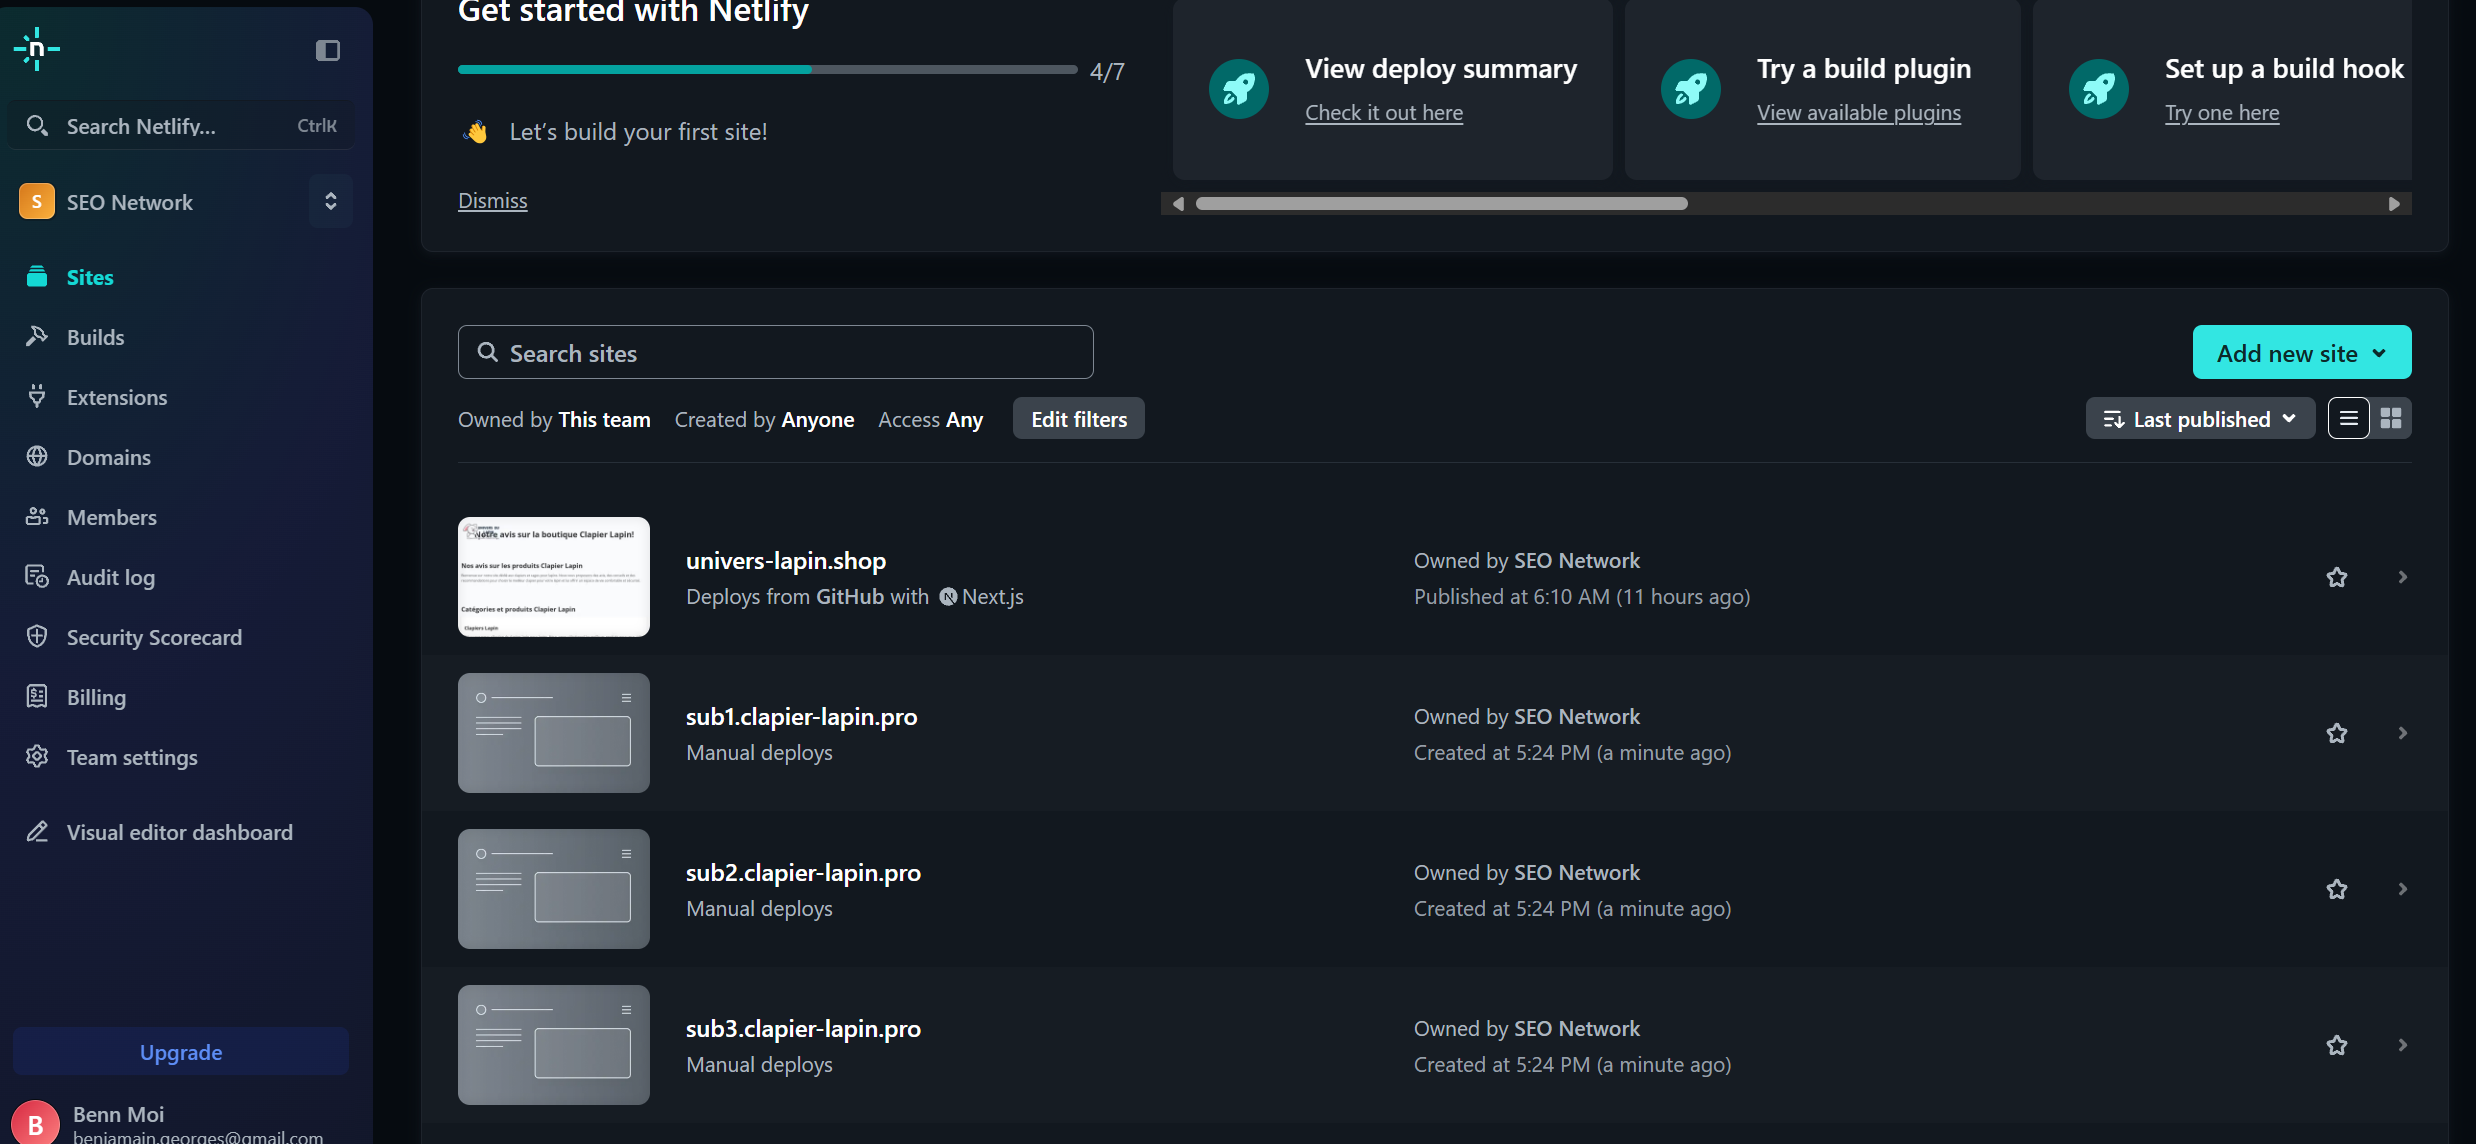 n
Search Netlify...
CtrlK
S
SEO Network
Sites
Builds
Extensions
Domains
Members
Audit log
Security Scorecard
Billing
Team settings
Visual editor dashboard
Upgrade
B
Benn Moi
benjamain.georges@gmail.com
Get started with Netlify
4/7
Let's build your first site!
Dismiss
View deploy summary
Check it out here
Try a build plugin
View available plugins
Set up a build hook
Try one here
Search sites
Add new site
Owned by This team
Created by Anyone
Access Any
Edit filters
Last published
Notre avis sur la boutique Clapier Lapin!
Nos avis sur les produits Clapier Lapin
Catégories et produits Clapier Lapin
Clapiers Lapin
univers-lapin.shop
Deploys from GitHub with N Next.js
Owned by SEO Network
Published at 6:10 AM (11 hours ago)
sub1.clapier-lapin.pro
Manual deploys
Owned by SEO Network
Created at 5:24 PM (a minute ago)
sub2.clapier-lapin.pro
Manual deploys
Owned by SEO Network
Created at 5:24 PM (a minute ago)
sub3.clapier-lapin.pro
Manual deploys
Owned by SEO Network
Created at 5:24 PM (a minute ago)